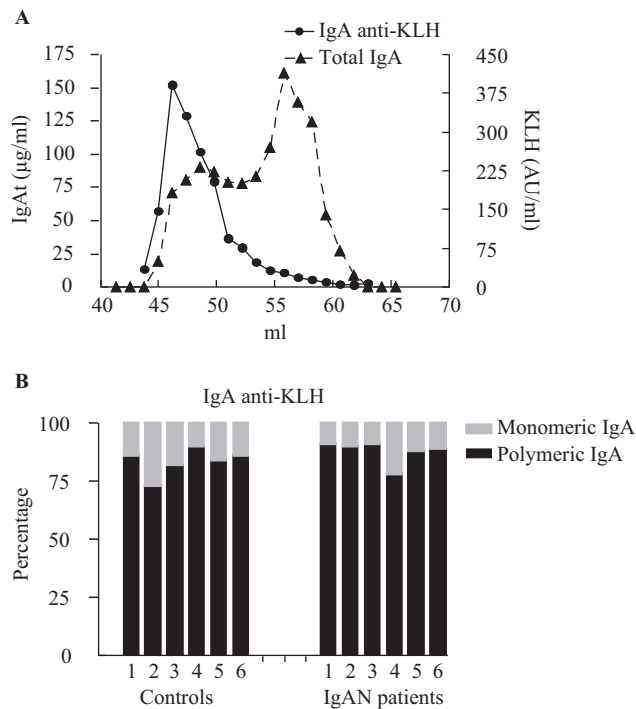 A
IgA anti-KLH
Total IgA
175
150
125
100
75
50
25
0
IgAt (μg/ml)
450
375
300
225
150
75
0
KLH (AU/ml)
40 45 50 55 60 65 70
ml
B
IgA anti-KLH
100
75
50
25
0
Percentage
Monomeric IgA
Polymeric IgA
1 2 3 4 5 6 1 2 3 4 5 6
Controls IgAN patients